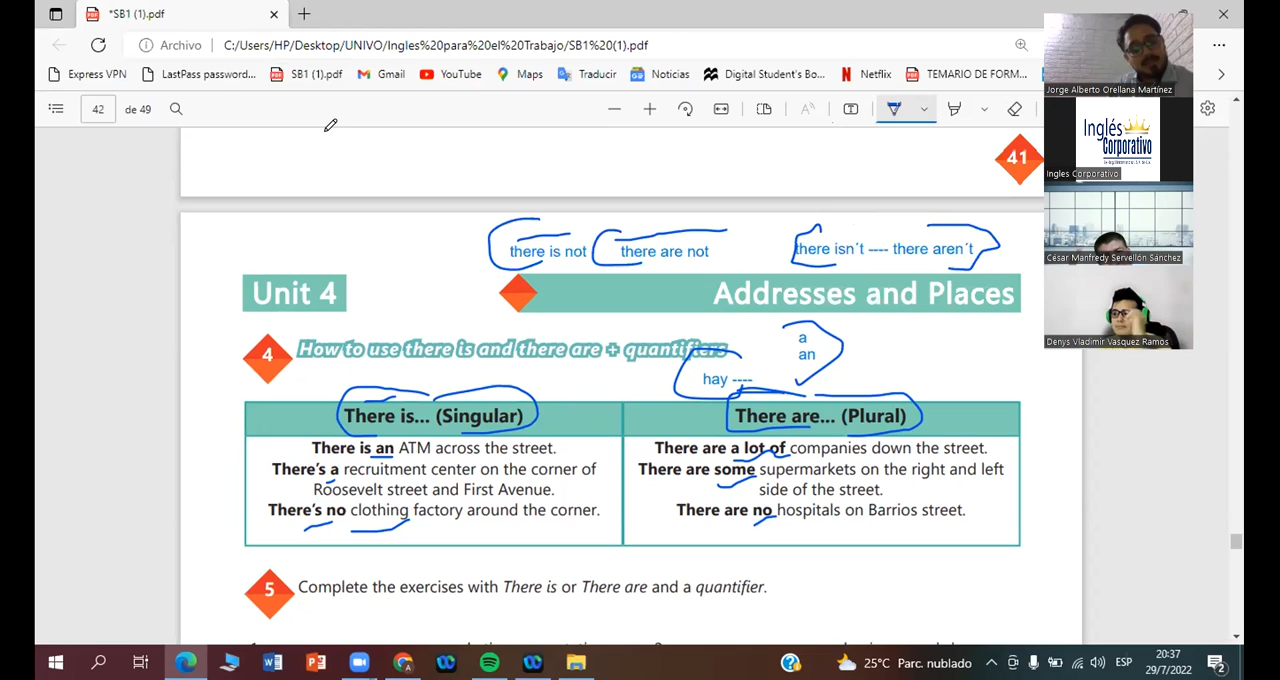 *SB1 (1).pdf
Archivo
C:/Users/HP/Desktop/UNIVO/Ingles%20para%20el%20Trabajo/SB1%20(1).pdf
Express VPN
LastPass password...
SB1 (1).pdf
Gmail
YouTube
Maps
Traducir
Noticias
Digital Student's Bo...
Netflix
TEMARIO DE FORM...
42
de 49
Jorge Alberto Orellana Martínez
Inglés
Corporativo
Ingles Corporativo
César Manfredy Servellón Sánchez
Denys Vladimir Vasquez Ramos
41
there is not
there are not
there isn´t ---- there aren´t
Unit 4
Addresses and Places
4
How to use there is and there are + quantifiers
a
an
hay ----
There is... (Singular)
There are... (Plural)
There is an ATM across the street.
There's a recruitment center on the corner of
Roosevelt street and First Avenue.
There's no clothing factory around the corner.
There are a lot of companies down the street.
There are some supermarkets on the right and left
side of the street.
There are no hospitals on Barrios street.
5
Complete the exercises with There is or There are and a quantifier.
25°C Parc. nublado
ESP
20:37
29/7/2022
2